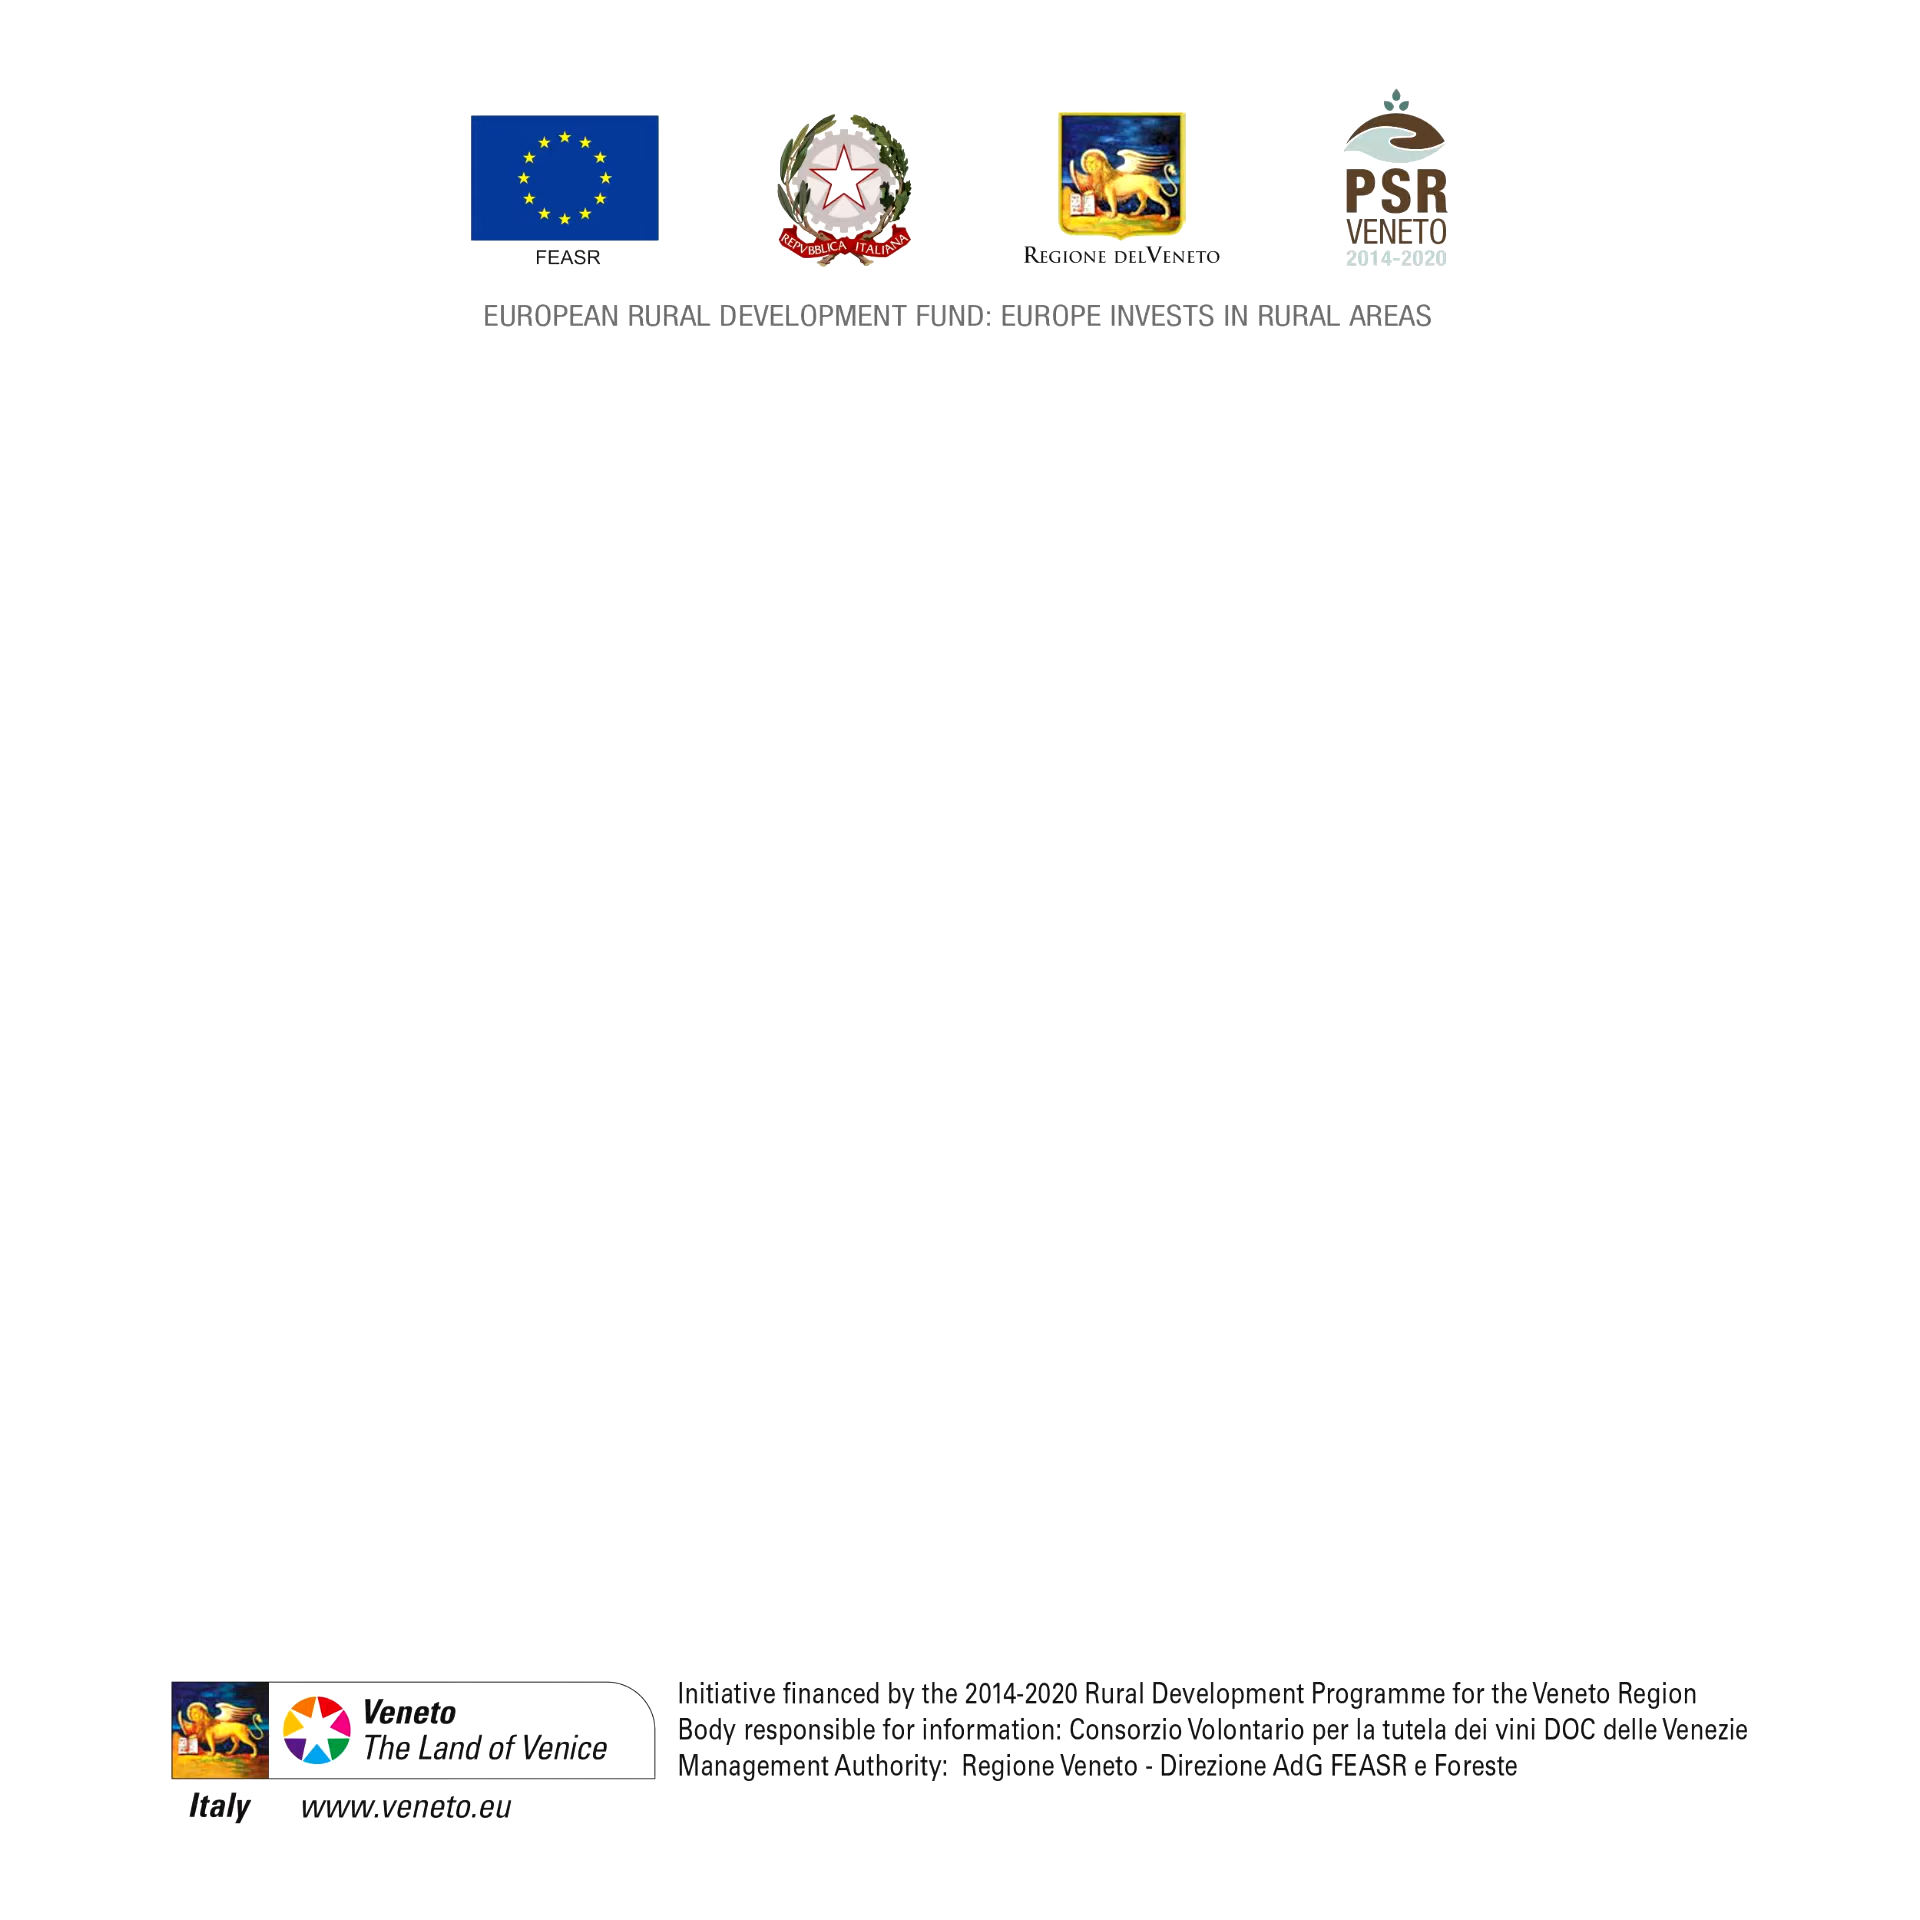 FEASR
REPVBBLICA ITALIANA
REGIONE DEL VENETO
PSR
VENETO
2014-2020
EUROPEAN RURAL DEVELOPMENT FUND: EUROPE INVESTS IN RURAL AREAS
Veneto
The Land of Venice
Italy www.veneto.eu
Initiative financed by the 2014-2020 Rural Development Programme for the Veneto Region
Body responsible for information: Consorzio Volontario per la tutela dei vini DOC delle Venezie
Management Authority: Regione Veneto - Direzione AdG FEASR e Foreste